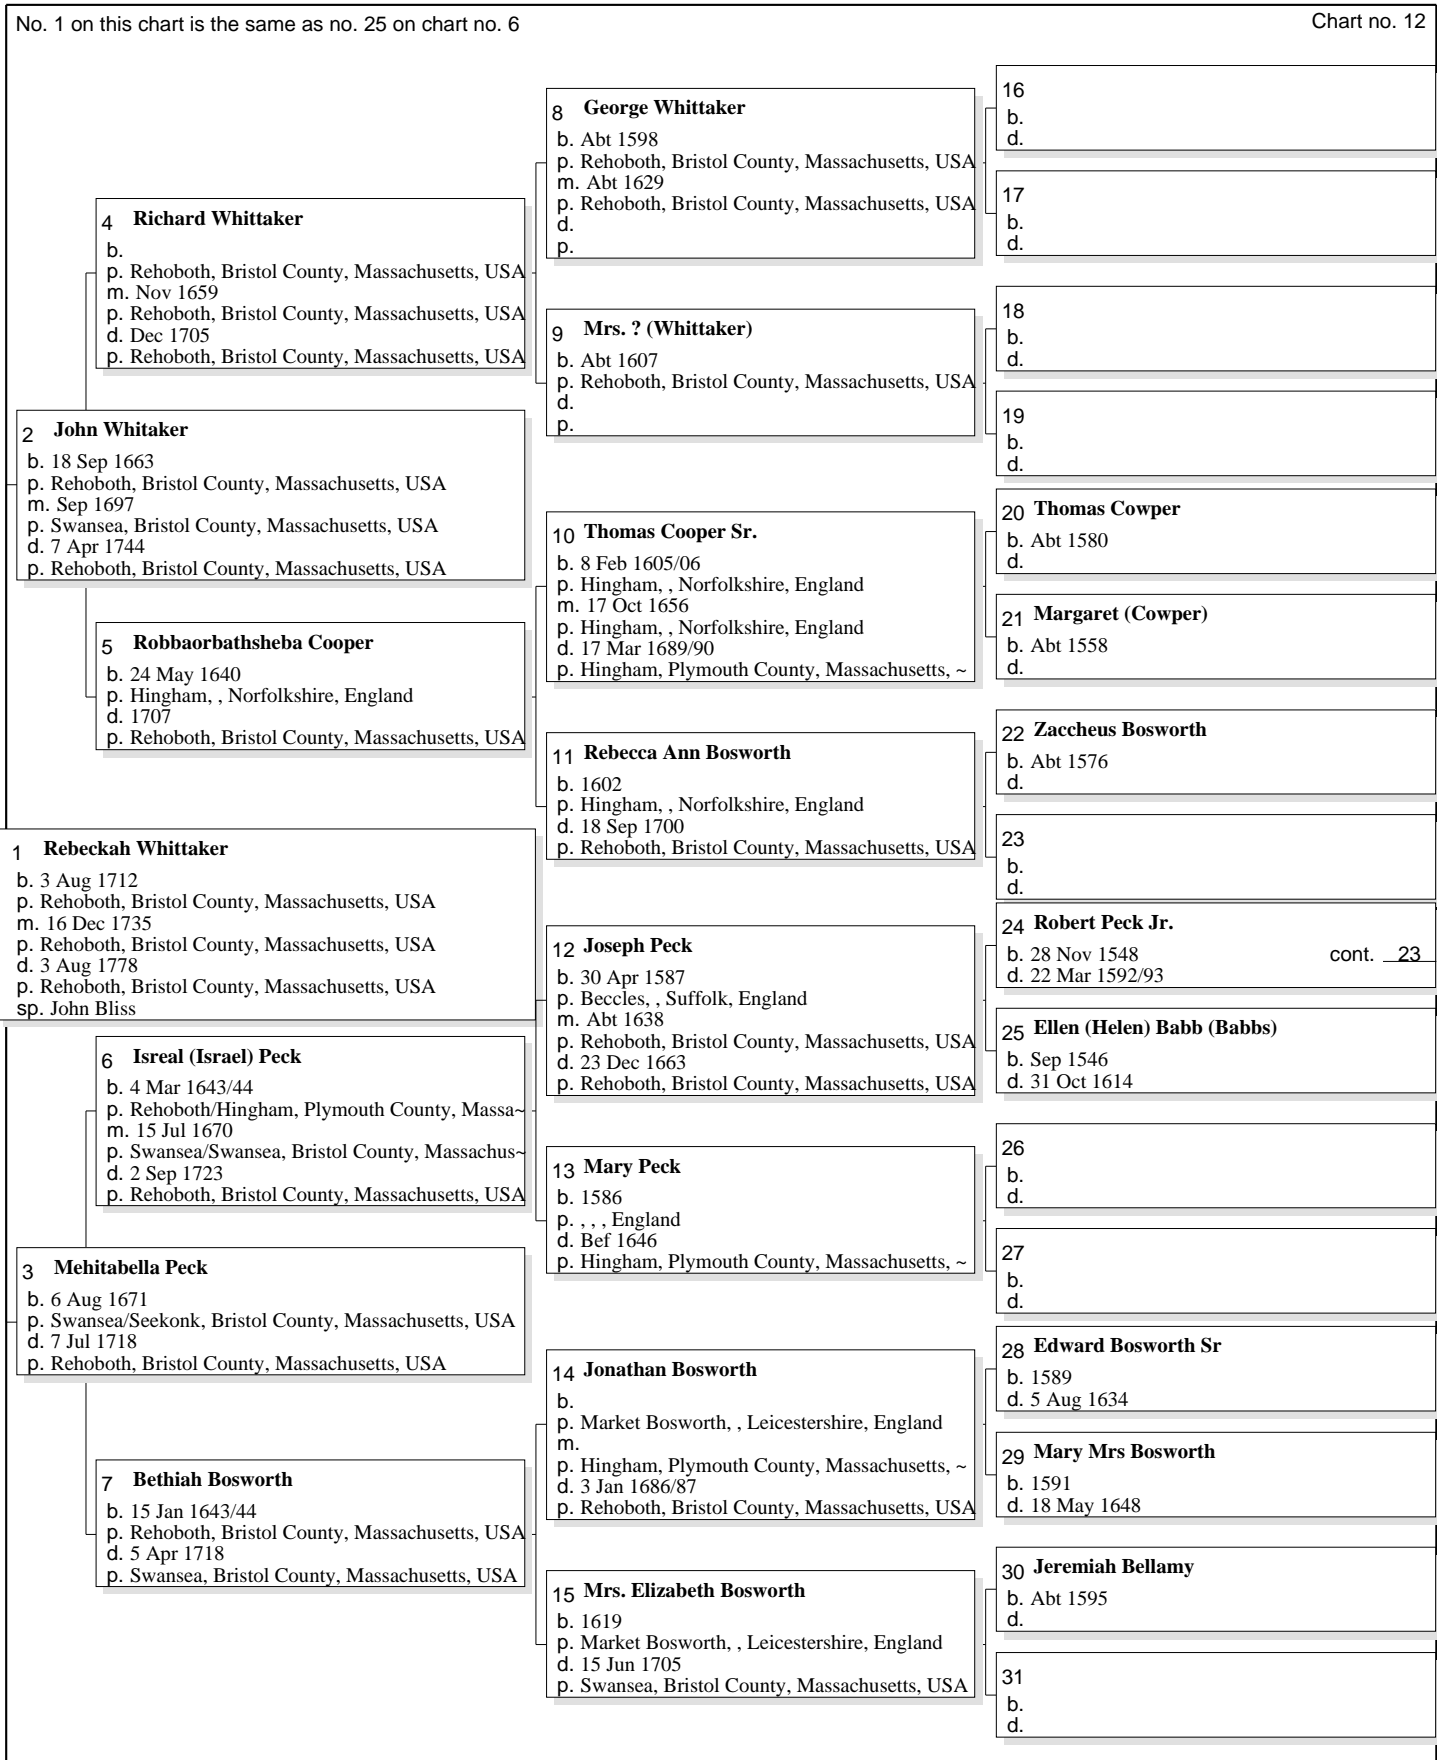 No. 1 on this chart is the same as no. 25 on chart no. 6
Chart no. 12
1 Rebeckah Whittaker
b. 3 Aug 1712
p. Rehoboth, Bristol County, Massachusetts, USA
m. 16 Dec 1735
p. Rehoboth, Bristol County, Massachusetts, USA
d. 3 Aug 1778
p. Rehoboth, Bristol County, Massachusetts, USA
sp. John Bliss
2 John Whitaker
b. 18 Sep 1663
p. Rehoboth, Bristol County, Massachusetts, USA
m. Sep 1697
p. Swansea, Bristol County, Massachusetts, USA
d. 7 Apr 1744
p. Rehoboth, Bristol County, Massachusetts, USA
3 Mehitabella Peck
b. 6 Aug 1671
p. Swansea/Seekonk, Bristol County, Massachusetts, USA
d. 7 Jul 1718
p. Rehoboth, Bristol County, Massachusetts, USA
4 Richard Whittaker
b.
p. Rehoboth, Bristol County, Massachusetts, USA
m. Nov 1659
p. Rehoboth, Bristol County, Massachusetts, USA
d. Dec 1705
p. Rehoboth, Bristol County, Massachusetts, USA
5 Robbaorbathsheba Cooper
b. 24 May 1640
p. Hingham, , Norfolkshire, England
d. 1707
p. Rehoboth, Bristol County, Massachusetts, USA
6 Isreal (Israel) Peck
b. 4 Mar 1643/44
p. Rehoboth/Hingham, Plymouth County, Massa~
m. 15 Jul 1670
p. Swansea/Swansea, Bristol County, Massachus~
d. 2 Sep 1723
p. Rehoboth, Bristol County, Massachusetts, USA
7 Bethiah Bosworth
b. 15 Jan 1643/44
p. Rehoboth, Bristol County, Massachusetts, USA
d. 5 Apr 1718
p. Swansea, Bristol County, Massachusetts, USA
8 George Whittaker
b. Abt 1598
p. Rehoboth, Bristol County, Massachusetts, USA
m. Abt 1629
p. Rehoboth, Bristol County, Massachusetts, USA
d.
p.
9 Mrs. ? (Whittaker)
b. Abt 1607
p. Rehoboth, Bristol County, Massachusetts, USA
d.
p.
10 Thomas Cooper Sr.
b. 8 Feb 1605/06
p. Hingham, , Norfolkshire, England
m. 17 Oct 1656
p. Hingham, , Norfolkshire, England
d. 17 Mar 1689/90
p. Hingham, Plymouth County, Massachusetts, ~
11 Rebecca Ann Bosworth
b. 1602
p. Hingham, , Norfolkshire, England
d. 18 Sep 1700
p. Rehoboth, Bristol County, Massachusetts, USA
12 Joseph Peck
b. 30 Apr 1587
p. Beccles, , Suffolk, England
m. Abt 1638
p. Rehoboth, Bristol County, Massachusetts, USA
d. 23 Dec 1663
p. Rehoboth, Bristol County, Massachusetts, USA
13 Mary Peck
b. 1586
p. , , , England
d. Bef 1646
p. Hingham, Plymouth County, Massachusetts, ~
14 Jonathan Bosworth
b.
p. Market Bosworth, , Leicestershire, England
m.
p. Hingham, Plymouth County, Massachusetts, ~
d. 3 Jan 1686/87
p. Rehoboth, Bristol County, Massachusetts, USA
15 Mrs. Elizabeth Bosworth
b. 1619
p. Market Bosworth, , Leicestershire, England
d. 15 Jun 1705
p. Swansea, Bristol County, Massachusetts, USA
16
b.
d.
17
b.
d.
18
b.
d.
19
b.
d.
20 Thomas Cowper
b. Abt 1580
d.
21 Margaret (Cowper)
b. Abt 1558
d.
22 Zaccheus Bosworth
b. Abt 1576
d.
23
b.
d.
24 Robert Peck Jr.
b. 28 Nov 1548 cont. 23
d. 22 Mar 1592/93
25 Ellen (Helen) Babb (Babbs)
b. Sep 1546
d. 31 Oct 1614
26
b.
d.
27
b.
d.
28 Edward Bosworth Sr
b. 1589
d. 5 Aug 1634
29 Mary Mrs Bosworth
b. 1591
d. 18 May 1648
30 Jeremiah Bellamy
b. Abt 1595
d.
31
b.
d.